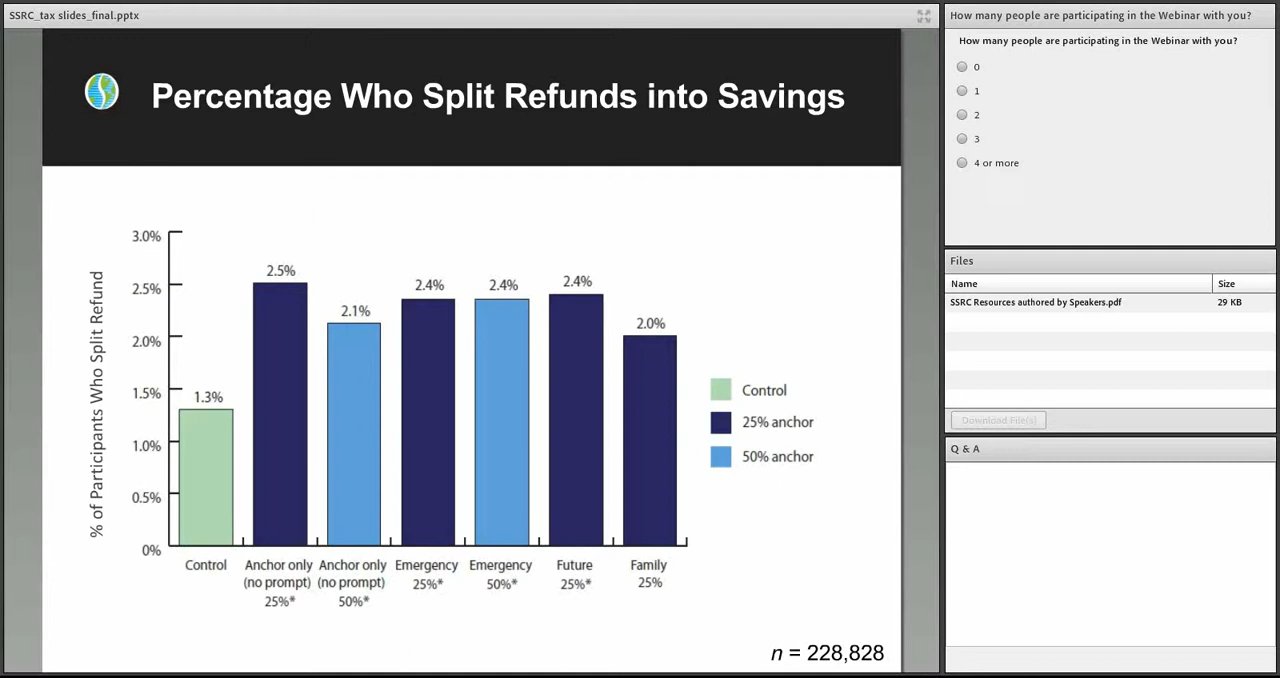 SSRC_tax slides_final.pptx
Percentage Who Split Refunds into Savings
% of Participants Who Split Refund
3.0%
2.5%
2.0%
1.5%
1.0%
0.5%
0%
1.3%
2.5%
2.1%
2.4%
2.4%
2.4%
2.0%
Control
Anchor only
(no prompt)
25%*
Anchor only
(no prompt)
50%*
Emergency
25%*
Emergency
50%*
Future
25%*
Family
25%
Control
25% anchor
50% anchor
n = 228,828
How many people are participating in the Webinar with you?
How many people are participating in the Webinar with you?
0
1
2
3
4 or more
Files
Name
Size
SSRC Resources authored by Speakers.pdf
29 KB
Download File(s)
Q & A